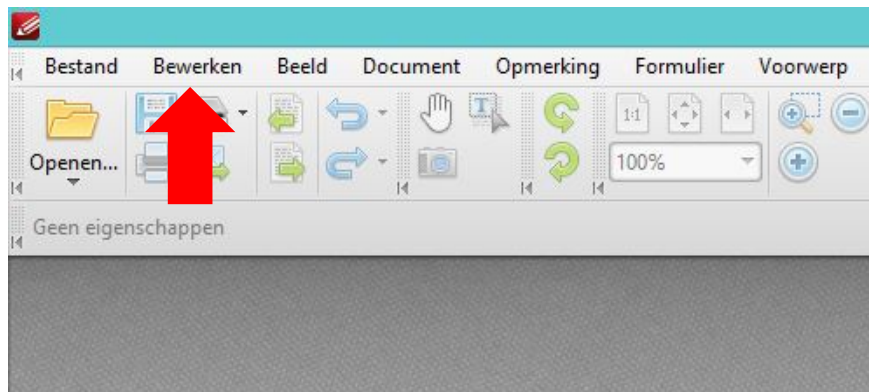 Bestand Bewerken Beeld Document Opmerking Formulier Voorwerp
1:1
Openen... 100%
Geen eigenschappen